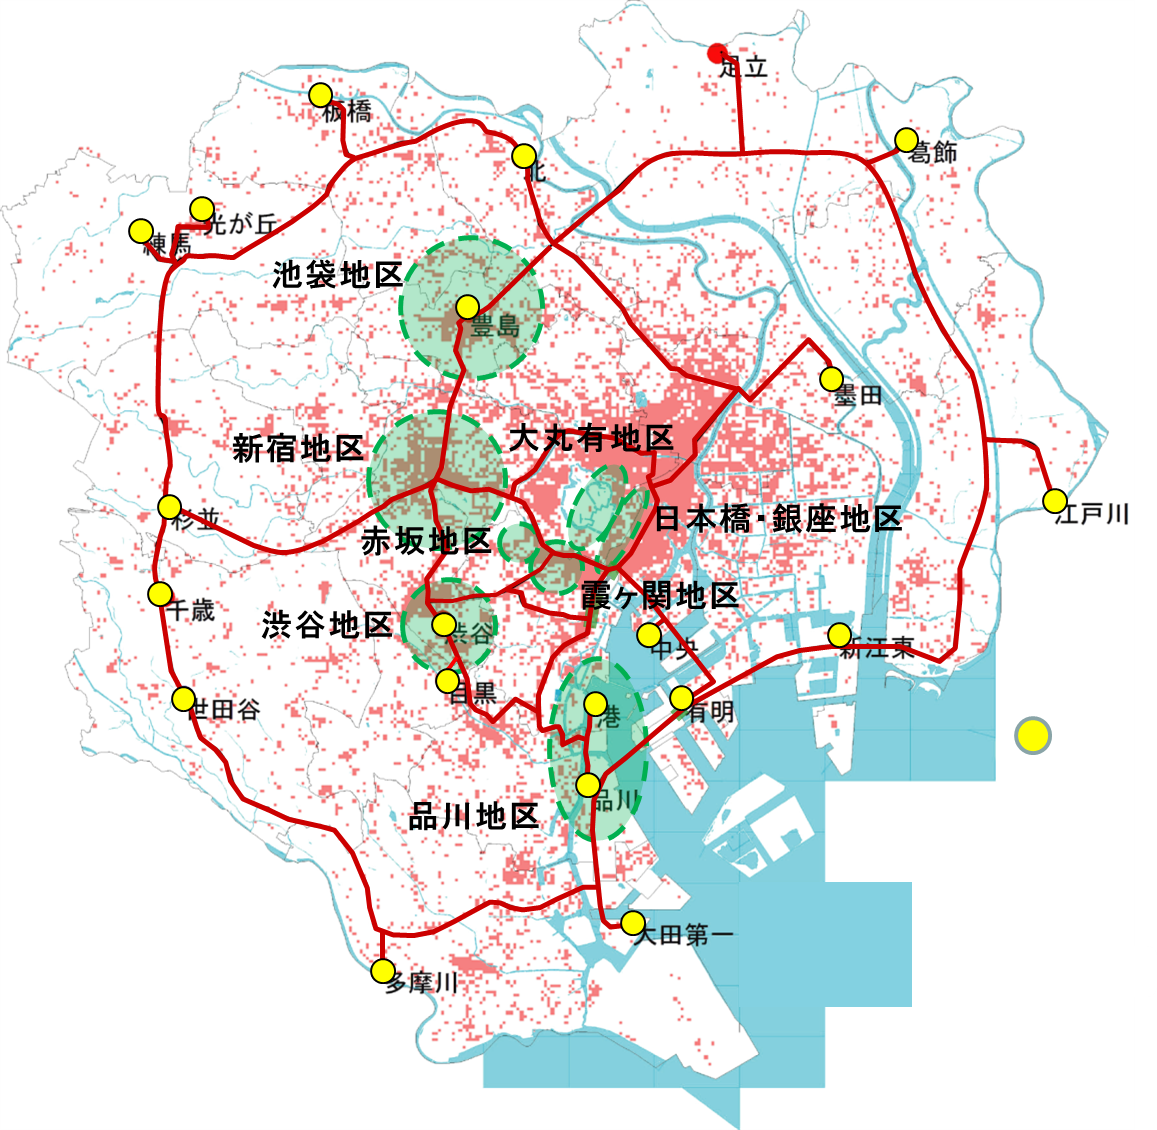 足立
板橋
葛飾
北
光が丘
練馬
池袋地区
豊島
墨田
大丸有地区
新宿地区
杉並
日本橋・銀座地区
江戸川
赤坂地区
霞ヶ関地区
千歳
渋谷地区
渋谷
中央
新江東
目黒
世田谷
港
有明
品川
品川地区
大田第一
多摩川